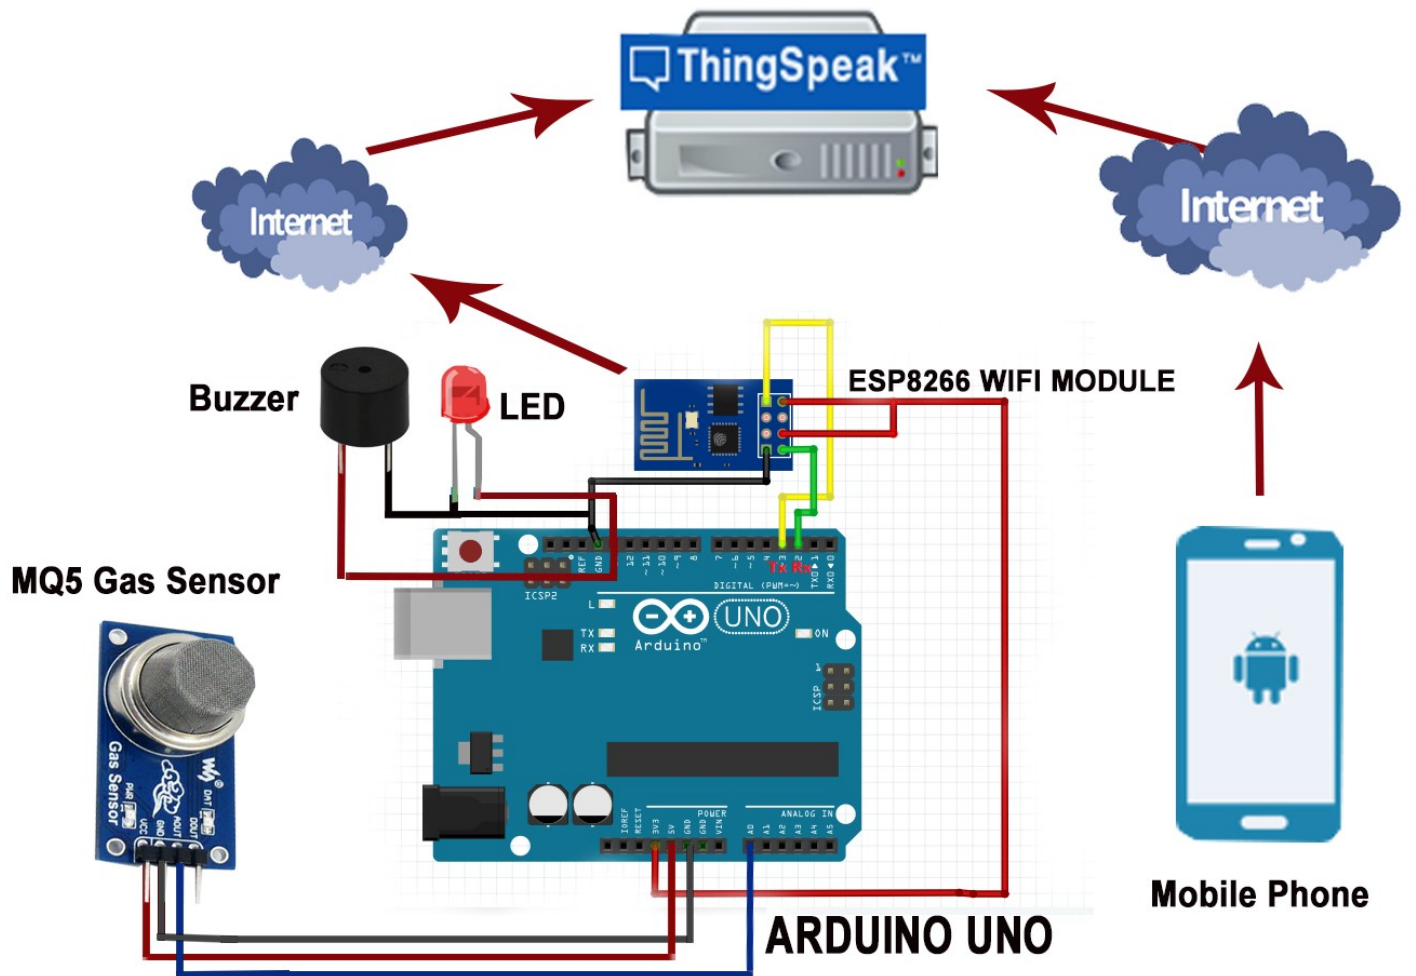 ThingSpeak™
Internet
Internet
Buzzer
LED
ESP8266 WIFI MODULE
MQ5 Gas Sensor
REF
GND
12
~11
~10
~9
8
7
~6
~5
4
3
2
TX0▶1
RX0◀0
Tx Rx
DIGITAL (PWM=~)
ICSP2
L
TX
RX
Arduino™
UNO
ON
1
ICSP
Gas Sensor
PWR
DAT
VCC
GND
AOUT
DOUT
POWER
ANALOG IN
IOREF
RESET
3V3
5V
GND
GND
VIN
A0
A1
A2
A3
A4
A5
Mobile Phone
ARDUINO UNO